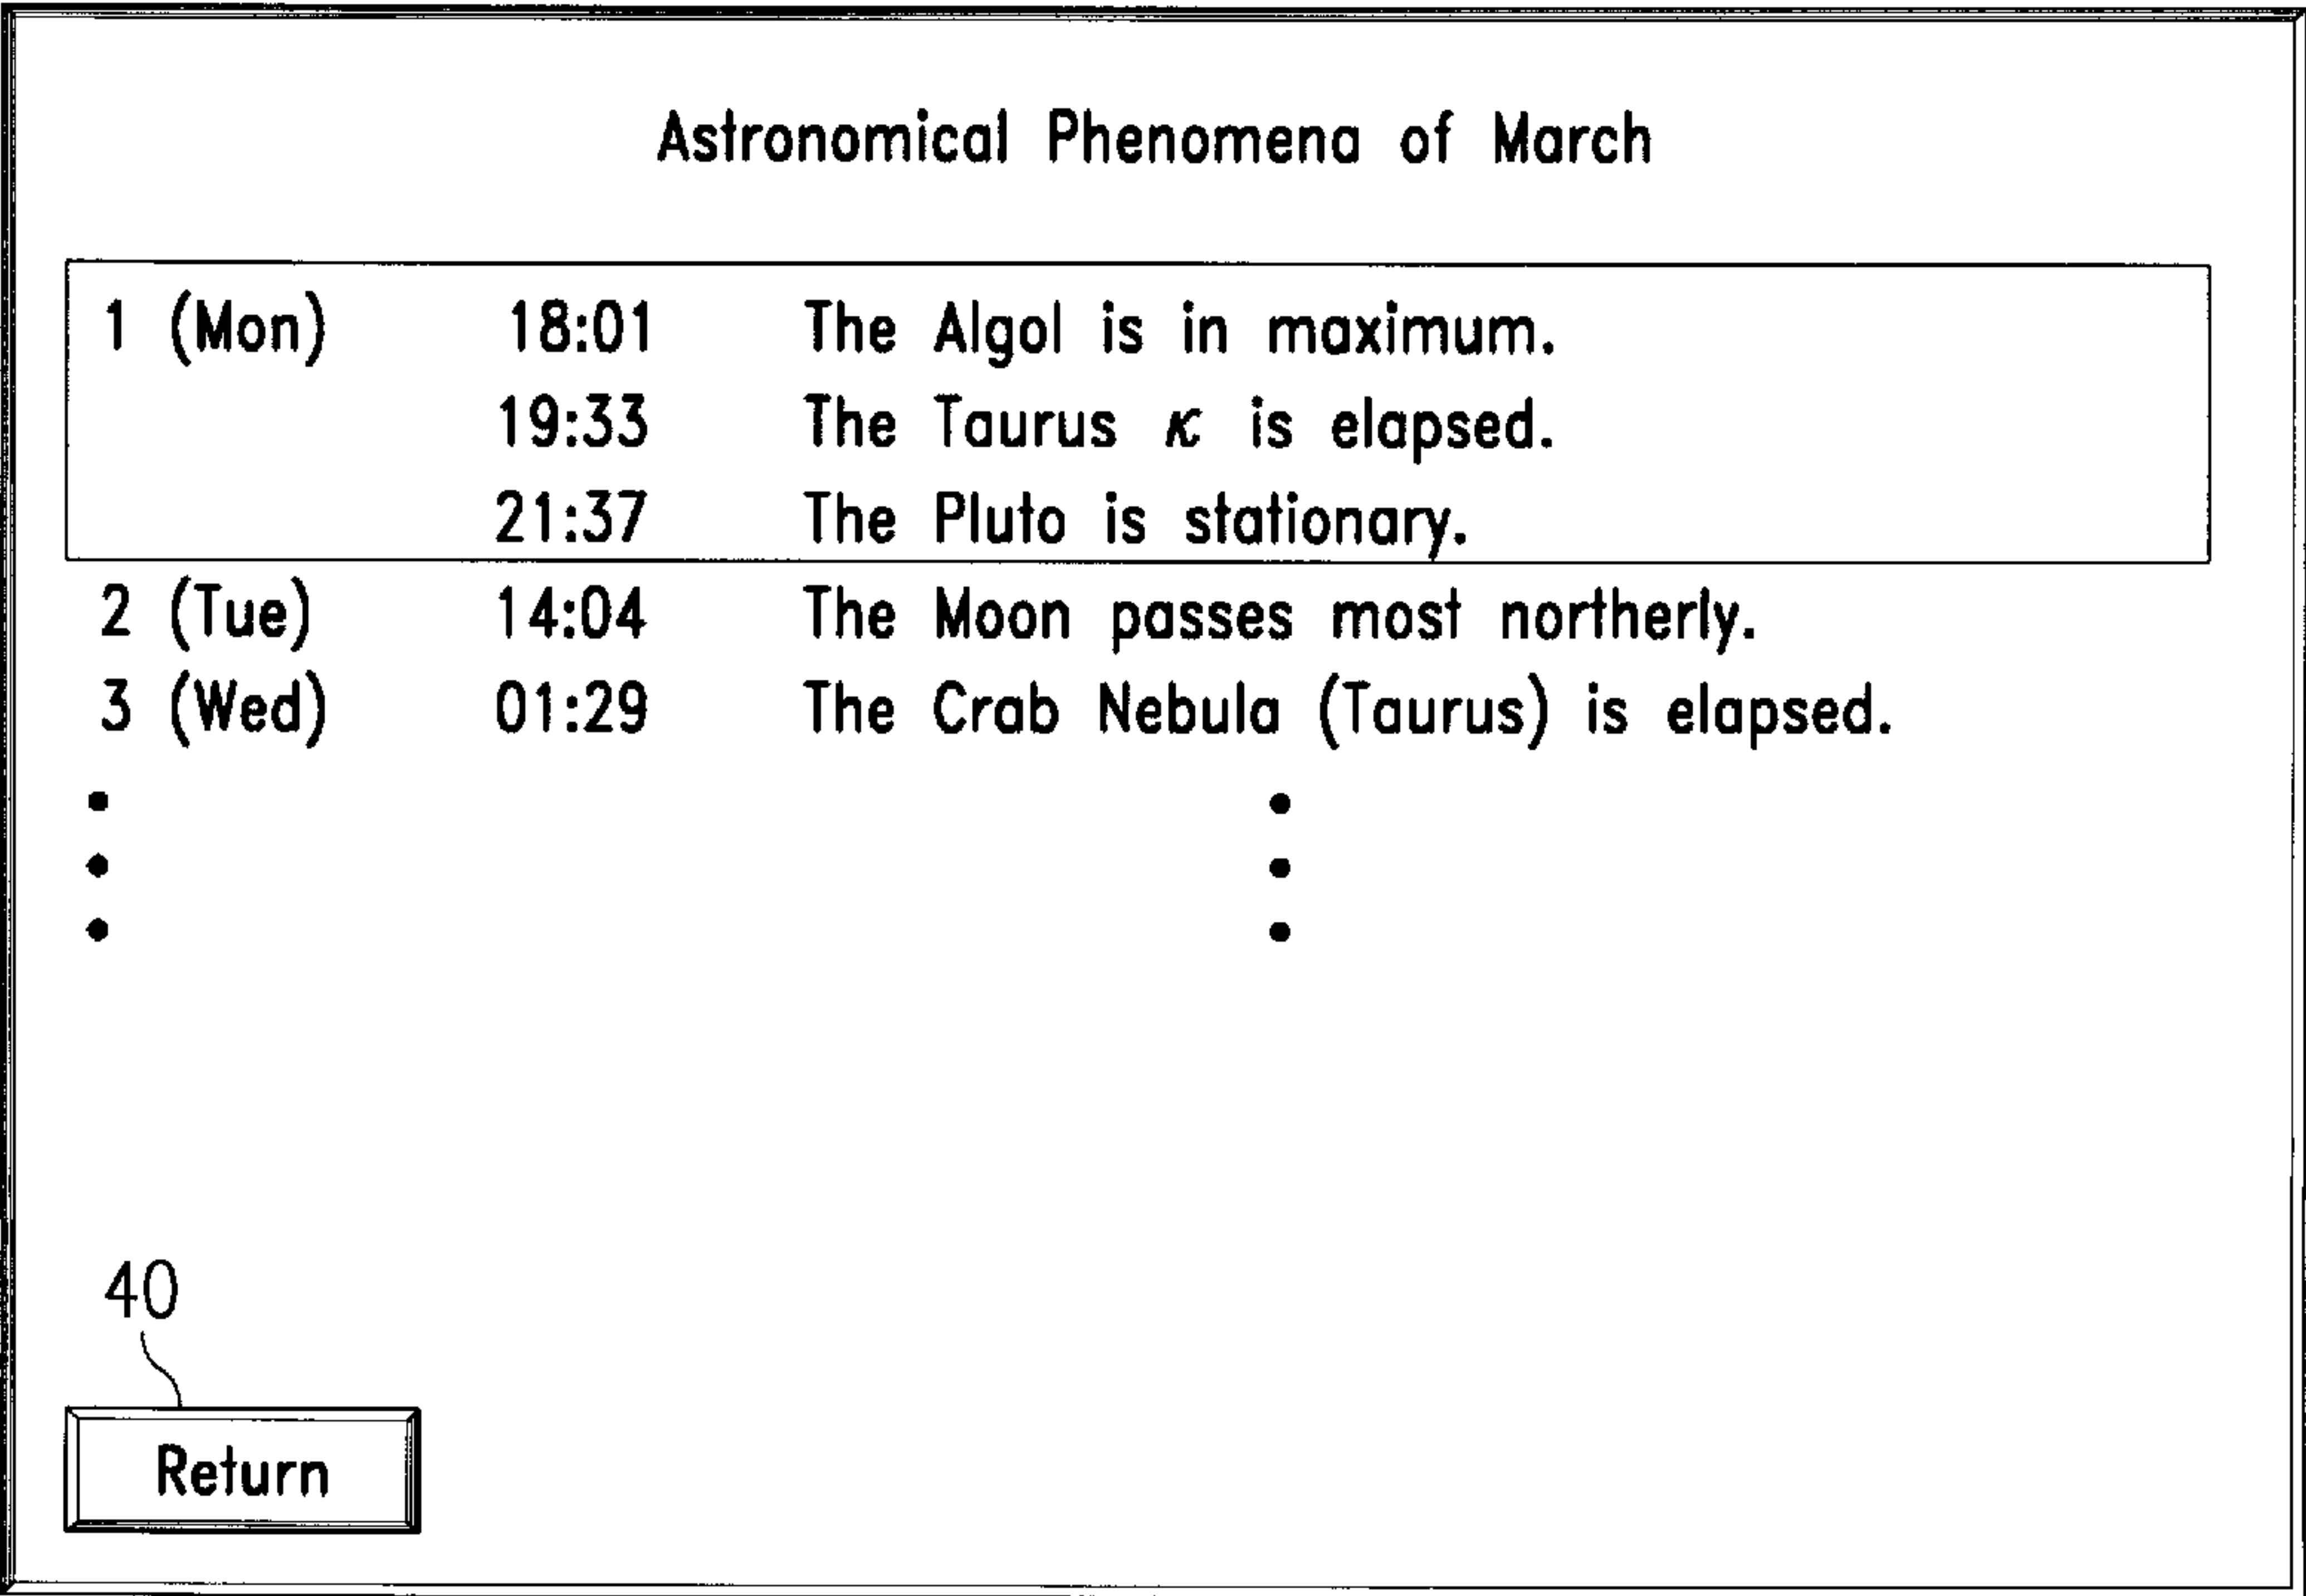 Astronomical Phenomena of March
1 (Mon) 18:01 The Algol is in maximum.
19:33 The Taurus κ is elapsed.
21:37 The Pluto is stationary.
2 (Tue) 14:04 The Moon passes most northerly.
3 (Wed) 01:29 The Crab Nebula (Taurus) is elapsed.
40
Return